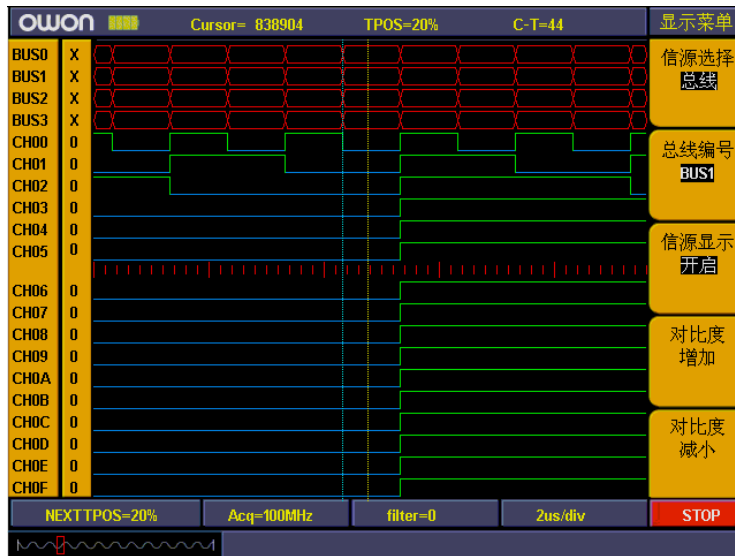 owon Cursor= 838904 TPOS=20% C-T=44 显示菜单
BUS0 X
BUS1 X
BUS2 X
BUS3 X
CH00 0
CH01 0
CH02 0
CH03 0
CH04 0
CH05 0
CH06 0
CH07 0
CH08 0
CH09 0
CH0A 0
CH0B 0
CH0C 0
CH0D 0
CH0E 0
CH0F 0
信源选择
总线
总线编号
BUS1
信源显示
开启
对比度
增加
对比度
减小
NEXTTPOS=20% Acq=100MHz filter=0 2us/div STOP